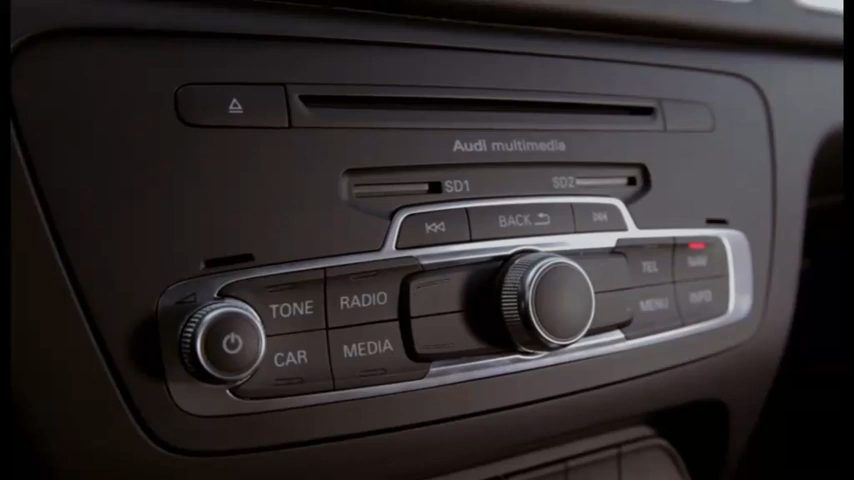 Audi multimedia
SD1 SD2
BACK
TONE RADIO TEL NAV
CAR MEDIA MENU INFO